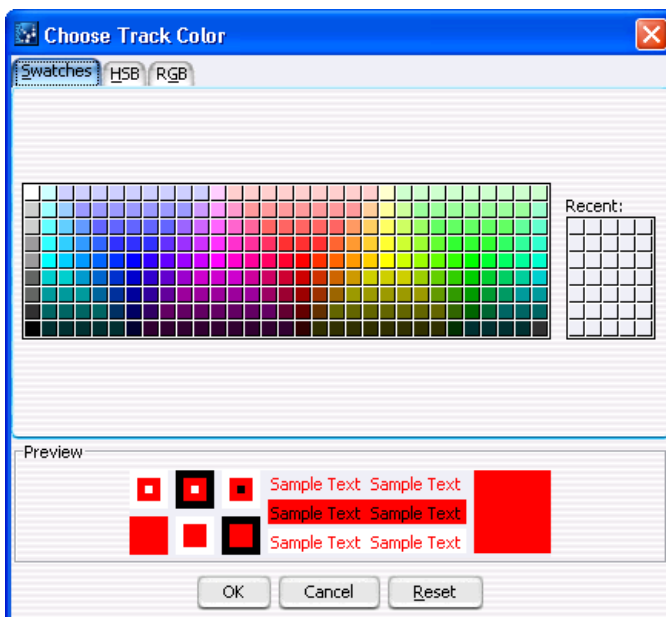 Choose Track Color
Swatches HSB RGB
Recent:
Preview
Sample Text Sample Text
Sample Text Sample Text
Sample Text Sample Text
OK Cancel Reset